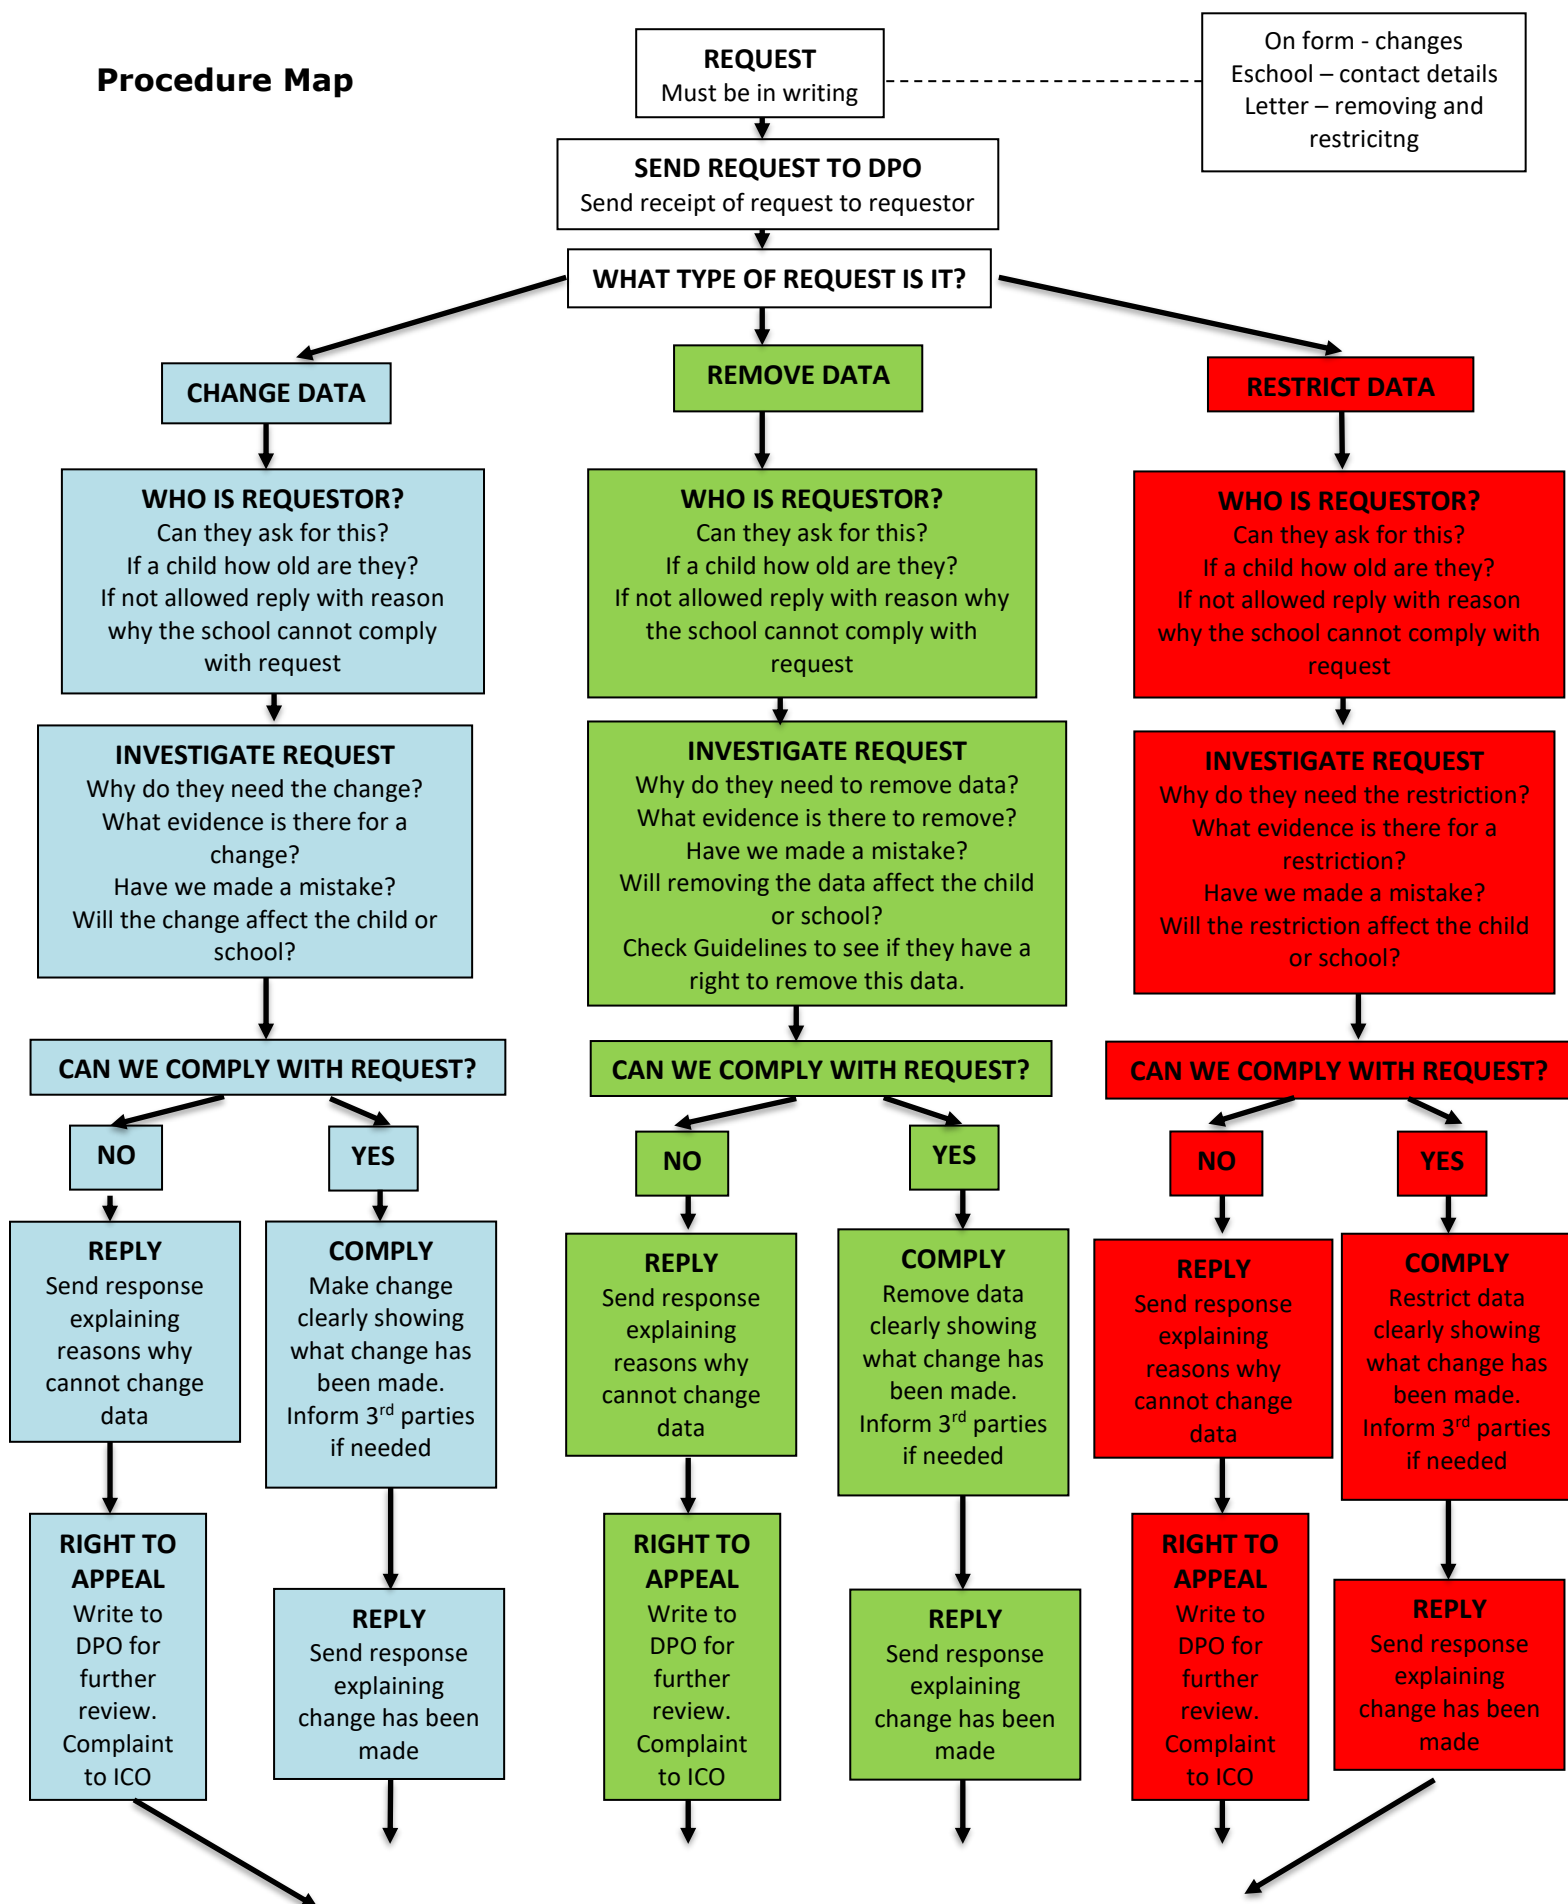 Procedure Map
REQUEST
Must be in writing
On form - changes
Eschool – contact details
Letter – removing and
restricitng
SEND REQUEST TO DPO
Send receipt of request to requestor
WHAT TYPE OF REQUEST IS IT?
CHANGE DATA
WHO IS REQUESTOR?
Can they ask for this?
If a child how old are they?
If not allowed reply with reason
why the school cannot comply
with request
INVESTIGATE REQUEST
Why do they need the change?
What evidence is there for a
change?
Have we made a mistake?
Will the change affect the child or
school?
CAN WE COMPLY WITH REQUEST?
NO
REPLY
Send response
explaining
reasons why
cannot change
data
RIGHT TO
APPEAL
Write to
DPO for
further
review.
Complaint
to ICO
YES
COMPLY
Make change
clearly showing
what change has
been made.
Inform 3rd parties
if needed
REPLY
Send response
explaining
change has been
made
REMOVE DATA
WHO IS REQUESTOR?
Can they ask for this?
If a child how old are they?
If not allowed reply with reason why
the school cannot comply with
request
INVESTIGATE REQUEST
Why do they need to remove data?
What evidence is there to remove?
Have we made a mistake?
Will removing the data affect the child
or school?
Check Guidelines to see if they have a
right to remove this data.
CAN WE COMPLY WITH REQUEST?
NO
REPLY
Send response
explaining
reasons why
cannot change
data
RIGHT TO
APPEAL
Write to
DPO for
further
review.
Complaint
to ICO
YES
COMPLY
Remove data
clearly showing
what change has
been made.
Inform 3rd parties
if needed
REPLY
Send response
explaining
change has been
made
RESTRICT DATA
WHO IS REQUESTOR?
Can they ask for this?
If a child how old are they?
If not allowed reply with reason
why the school cannot comply with
request
INVESTIGATE REQUEST
Why do they need the restriction?
What evidence is there for a
restriction?
Have we made a mistake?
Will the restriction affect the child
or school?
CAN WE COMPLY WITH REQUEST?
NO
REPLY
Send response
explaining
reasons why
cannot change
data
RIGHT TO
APPEAL
Write to
DPO for
further
review.
Complaint
to ICO
YES
COMPLY
Restrict data
clearly showing
what change has
been made.
Inform 3rd parties
if needed
REPLY
Send response
explaining
change has been
made